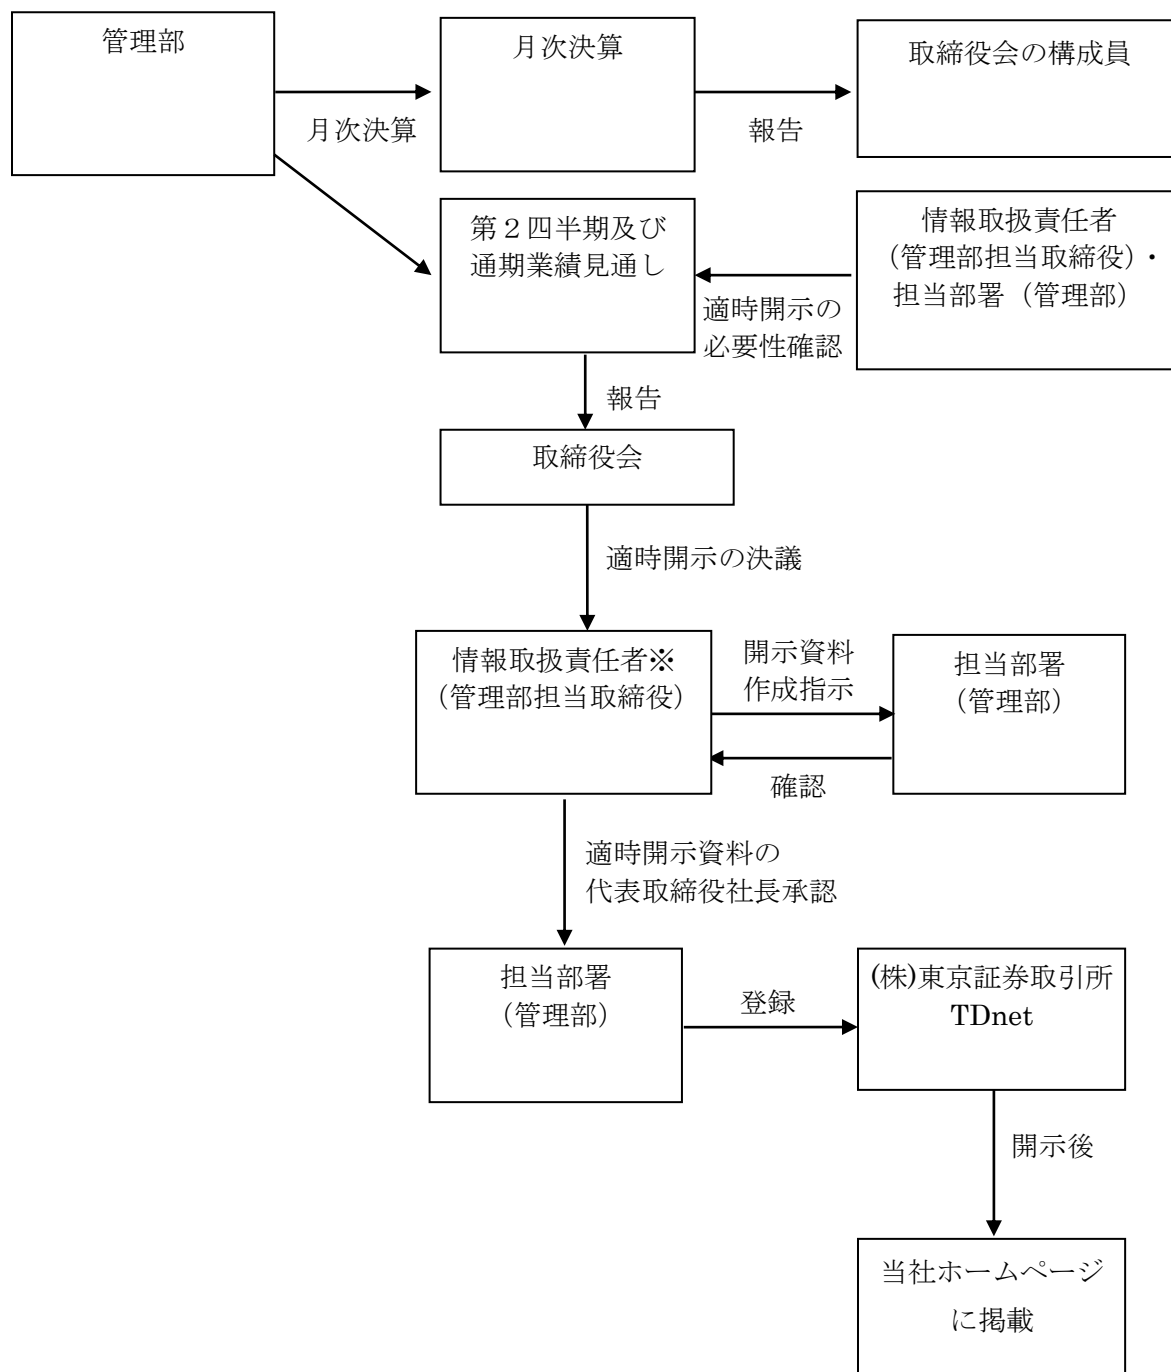 管理部
月次決算
取締役会の構成員
月次決算
報告
第２四半期及び
通期業績見通し
情報取扱責任者
（管理部担当取締役）・
担当部署（管理部）
適時開示の
必要性確認
報告
取締役会
適時開示の決議
情報取扱責任者※
（管理部担当取締役）
開示資料
作成指示
担当部署
（管理部）
確認
適時開示資料の
代表取締役社長承認
担当部署
（管理部）
登録
(株)東京証券取引所
TDnet
開示後
当社ホームページ
に掲載